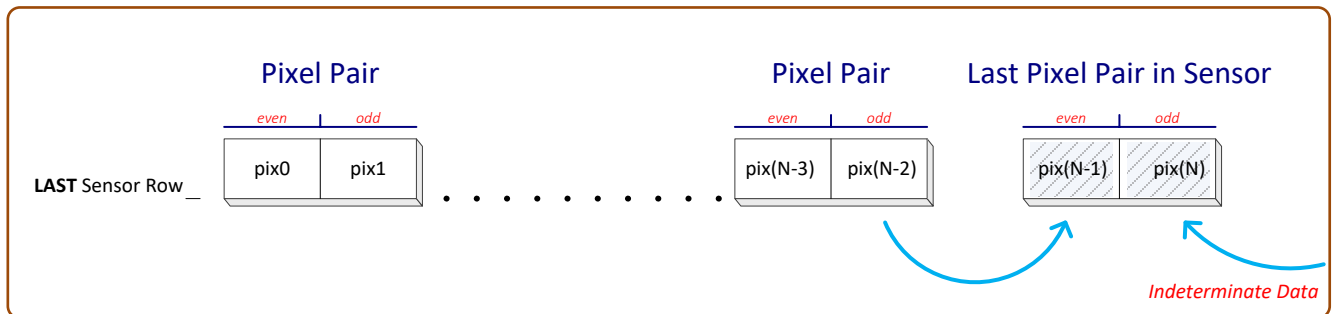 Pixel Pair Pixel Pair Last Pixel Pair in Sensor
even odd even odd even odd
pix0 pix1 pix(N-3) pix(N-2) pix(N-1) pix(N)
LAST Sensor Row
Indeterminate Data